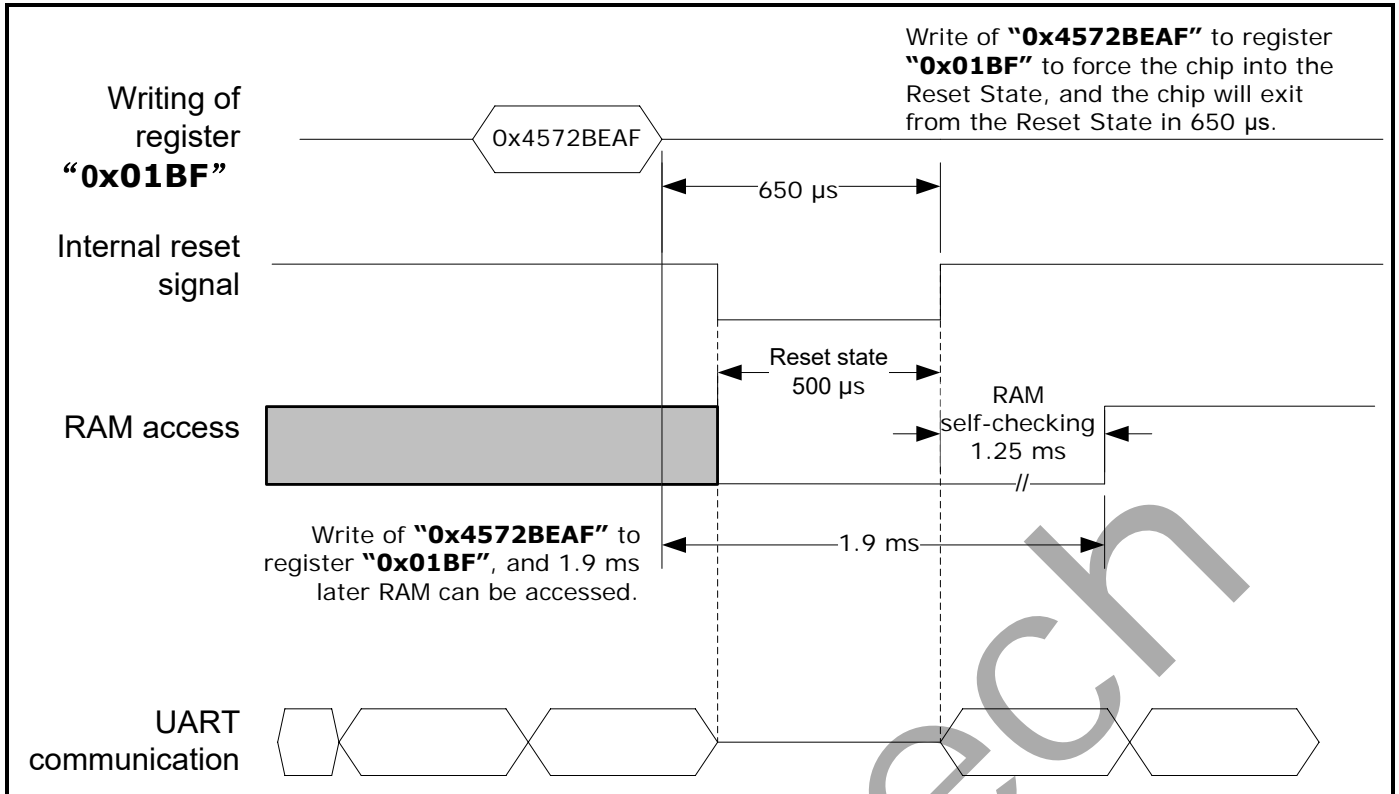 Write of “0x4572BEAF” to register
“0x01BF” to force the chip into the
Reset State, and the chip will exit
from the Reset State in 650 µs.
Writing of
register
“0x01BF”
0x4572BEAF
650 µs
Internal reset
signal
Reset state
500 µs
RAM access
RAM
self-checking
1.25 ms
//
Write of “0x4572BEAF” to
register “0x01BF”, and 1.9 ms
later RAM can be accessed.
1.9 ms
UART
communication
ech